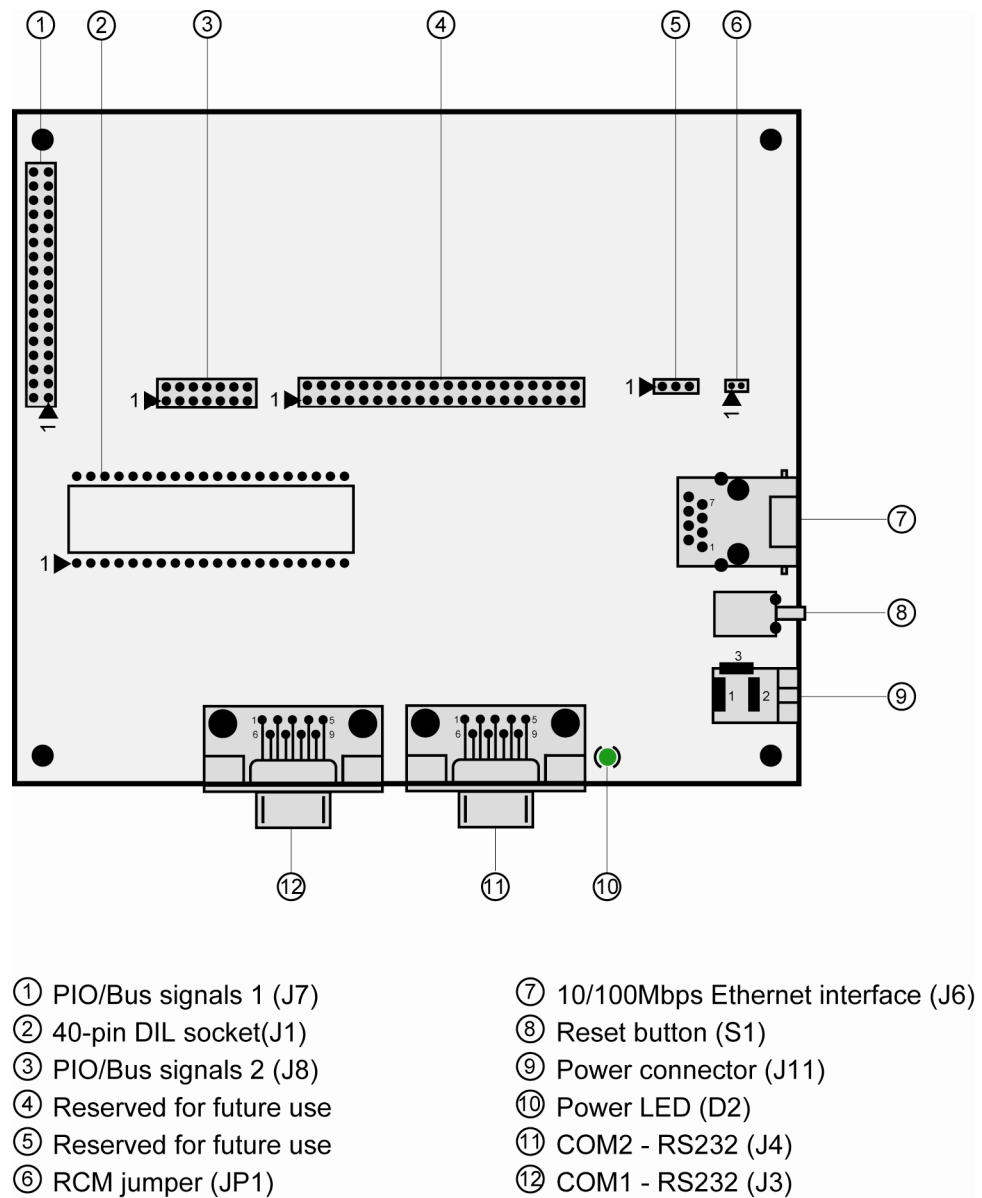 ① ② ③ ④ ⑤ ⑥
1 1 1 1
1
7
1
⑦
1
⑧
3
1 2
⑨
1 5 1 5
6 9 6 9
⑫ ⑪ ⑩
① PIO/Bus signals 1 (J7)
② 40-pin DIL socket(J1)
③ PIO/Bus signals 2 (J8)
④ Reserved for future use
⑤ Reserved for future use
⑥ RCM jumper (JP1)
⑦ 10/100Mbps Ethernet interface (J6)
⑧ Reset button (S1)
⑨ Power connector (J11)
⑩ Power LED (D2)
⑪ COM2 - RS232 (J4)
⑫ COM1 - RS232 (J3)